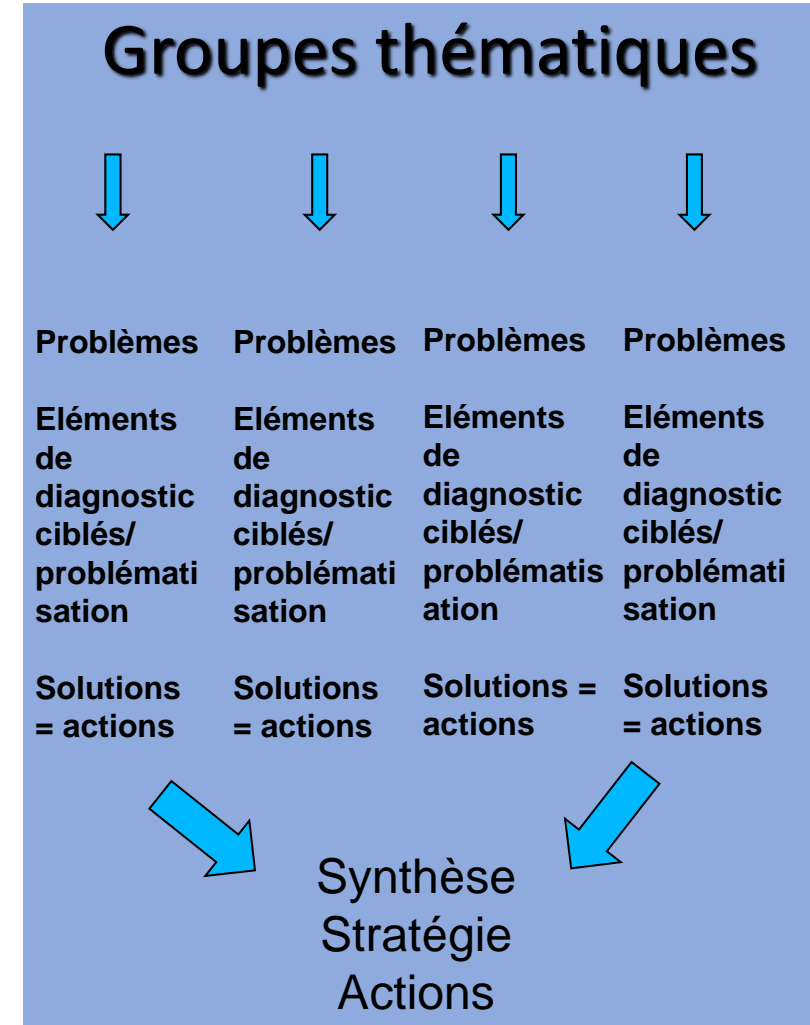 Groupes thématiques
Problèmes
Eléments
de
diagnostic
ciblés/
problémati
sation
Solutions
= actions
Problèmes
Eléments
de
diagnostic
ciblés/
problémati
sation
Solutions
= actions
Problèmes
Eléments
de
diagnostic
ciblés/
problématis
ation
Solutions =
actions
Problèmes
Eléments
de
diagnostic
ciblés/
problémati
sation
Solutions
= actions
Synthèse
Stratégie
Actions